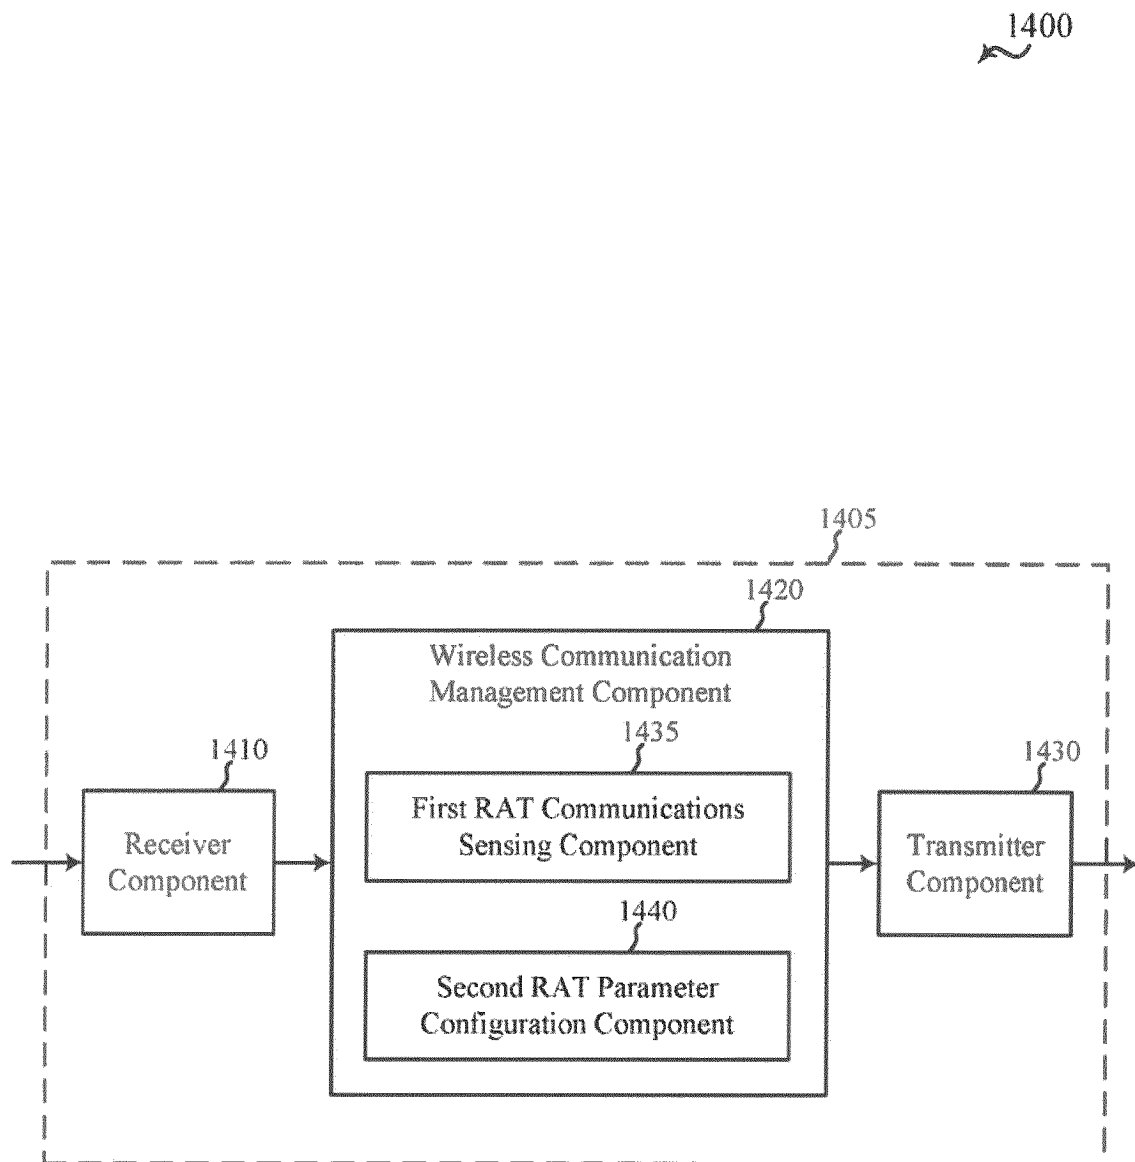 1400
1405
1420
Wireless Communication
Management Component
1435
1410
1430
First RAT Communications
Sensing Component
Receiver
Component
Transmitter
Component
1440
Second RAT Parameter
Configuration Component